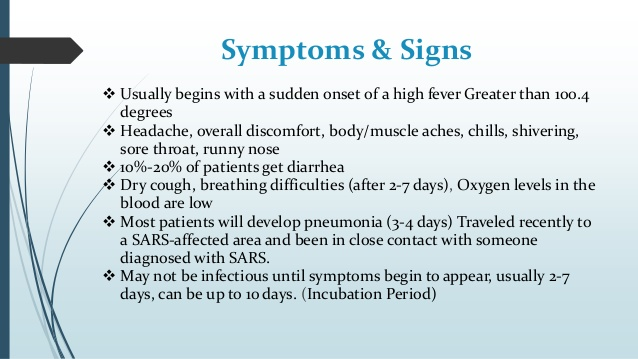 Symptoms & Signs
❖ Usually begins with a sudden onset of a high fever Greater than 100.4
degrees
❖ Headache, overall discomfort, body/muscle aches, chills, shivering,
sore throat, runny nose
❖ 10%-20% of patients get diarrhea
❖ Dry cough, breathing difficulties (after 2-7 days), Oxygen levels in the
blood are low
❖ Most patients will develop pneumonia (3-4 days) Traveled recently to
a SARS-affected area and been in close contact with someone
diagnosed with SARS.
❖ May not be infectious until symptoms begin to appear, usually 2-7
days, can be up to 10 days. (Incubation Period)